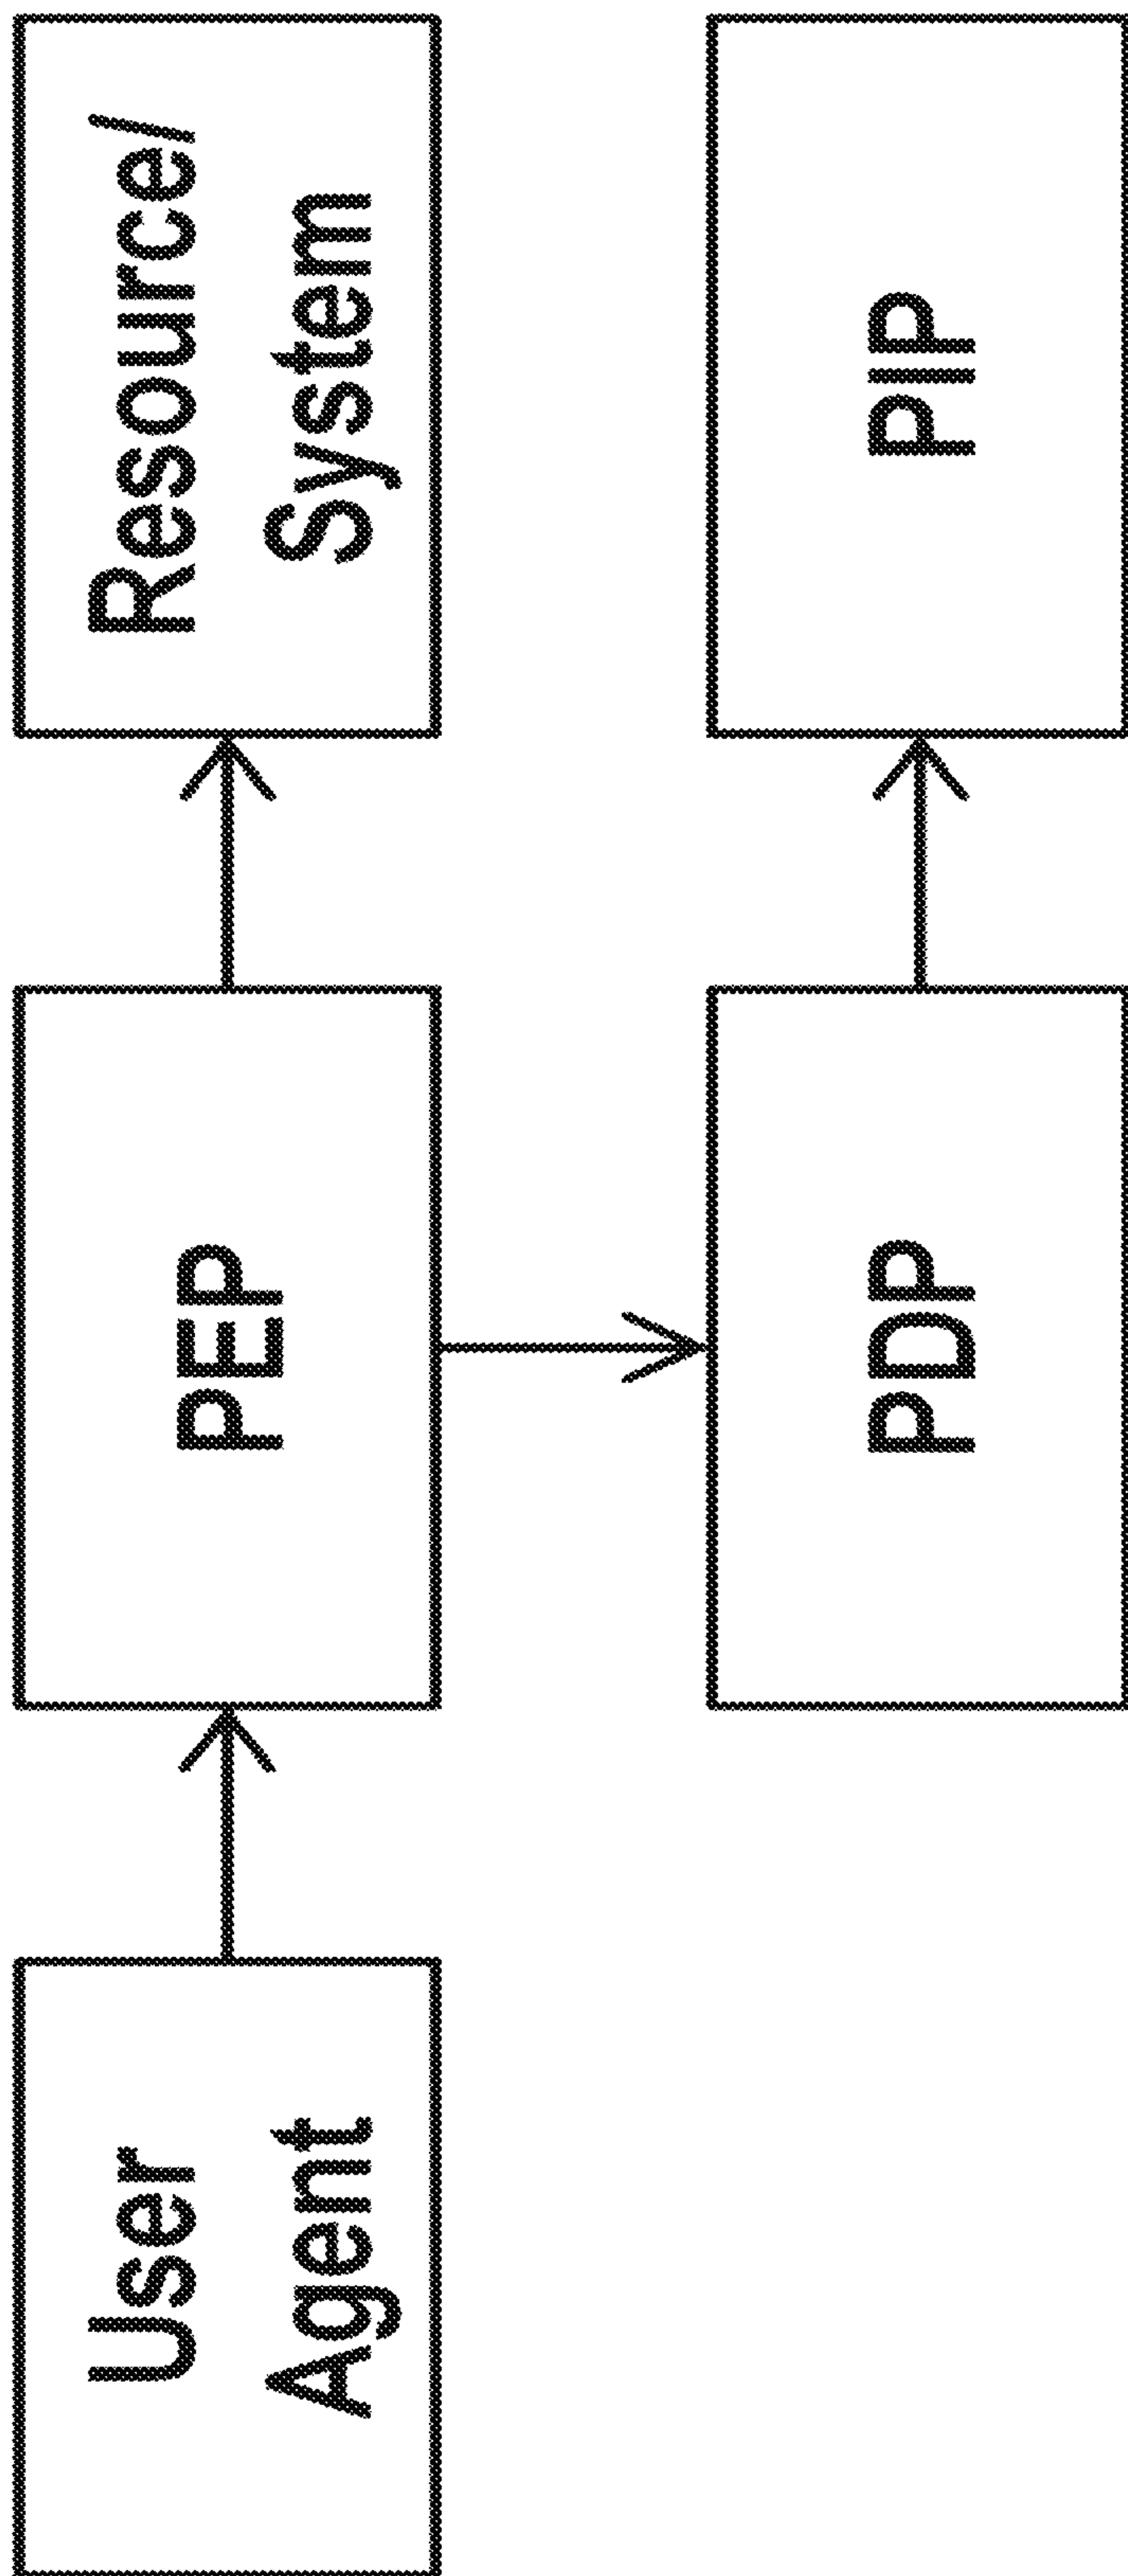 User
Agent
PEP
Resource/
System
PDP
PIP